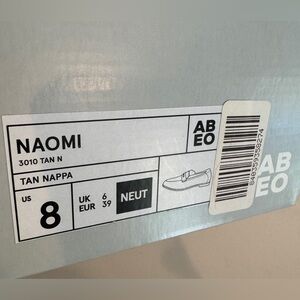 NAOMI
3010 TAN N
TAN NAPPA
AB
EO
US 8
UK 6
EUR 39
NEUT
AB
EO